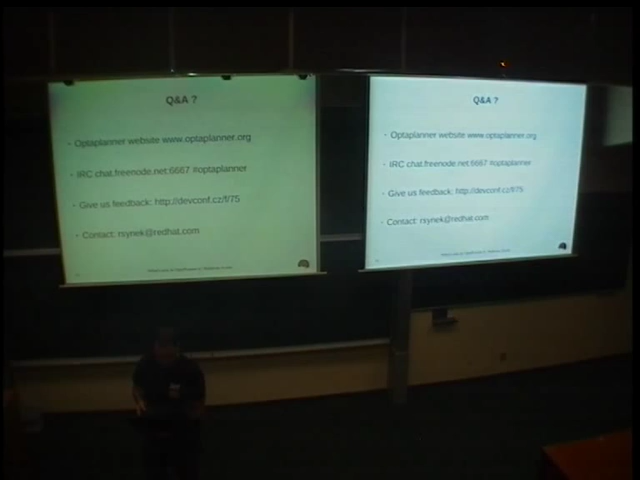 Q&A ?
- Optaplanner website www.optaplanner.org
- IRC chat.freenode.net:6667 #optaplanner
- Give us feedback: http://devconf.cz/f/75
- Contact: rsynek@redhat.com
Q&A ?
- Optaplanner website www.optaplanner.org
- IRC chat.freenode.net:6667 #optaplanner
- Give us feedback: http://devconf.cz/f/75
- Contact: rsynek@redhat.com